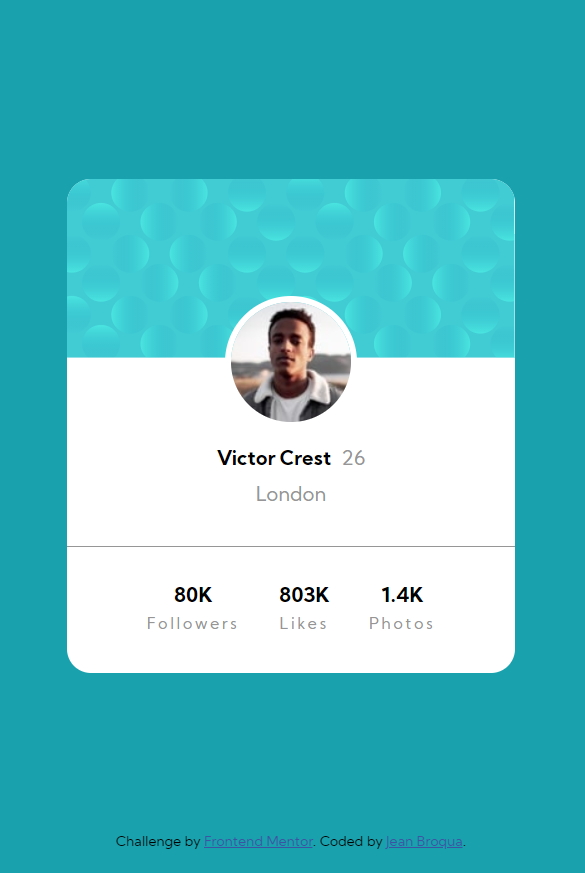 Victor Crest 26
London
80K 803K 1.4K
Followers Likes Photos
Challenge by Frontend Mentor. Coded by Jean Broqua.